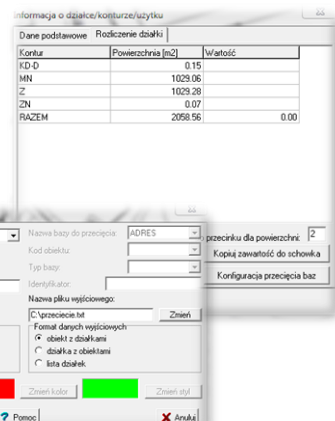 informacja o działce/konturze/użytku
Dane podstawowe Rozliczenie działki
Kontur Powierzchnia [m2] Wartość
KD-D 0.15
MN 1029.06
Z 1029.28
ZN 0.07
RAZEM 2058.56 0.00
przecinku dla powierzchni: 2
Kopiuj zawartość do schowka
Konfiguracja przecięcia baz
Nazwa bazy do przecięcia: ADRES
Kod obiektu:
Typ bazy:
Identyfikator:
Nazwa pliku wyjściowego:
C:\przeciecie.txt Zmień
Format danych wyjściowych
obiekt z działkami
działka z obiektami
lista działek
Zmień kolor Zmień styl
? Pomoc Anuluj